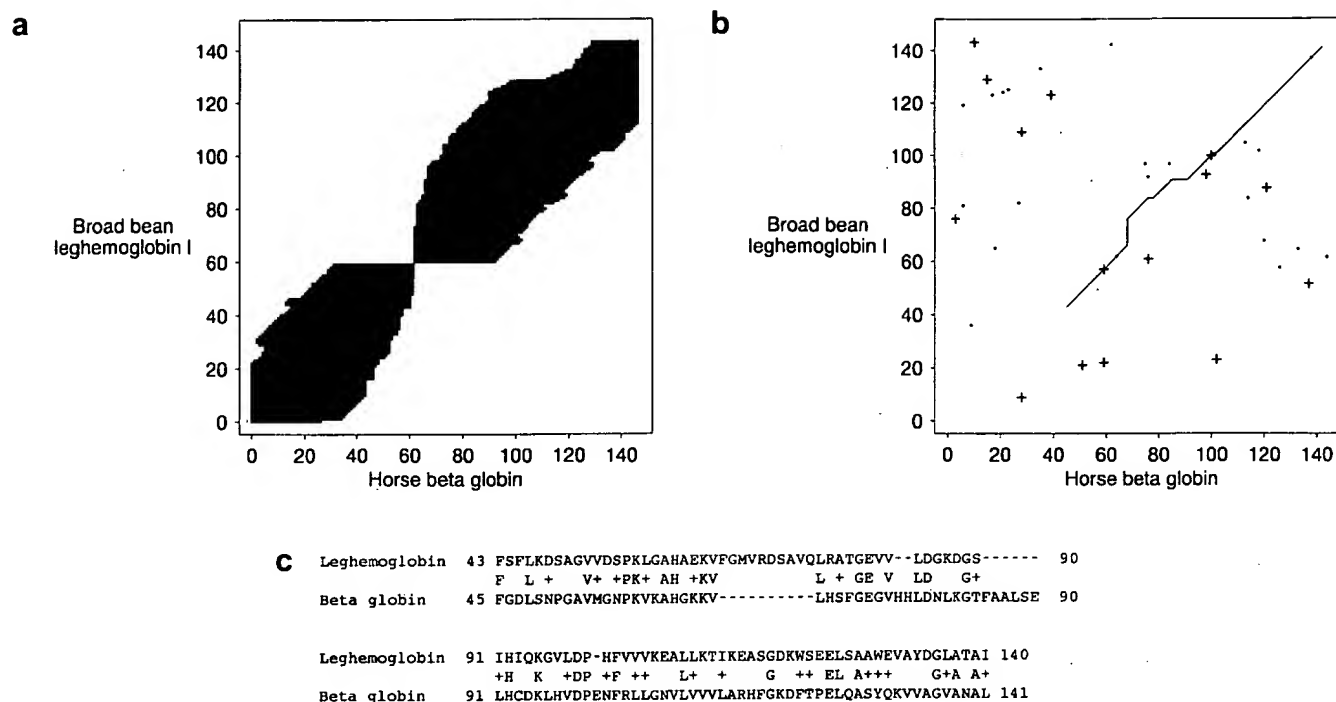 a
b
140
120
100
80
60
40
20
0
Broad bean
leghemoglobin I
0 20 40 60 80 100 120 140
Horse beta globin
140
120
100
80
60
40
20
0
Broad bean
leghemoglobin I
0 20 40 60 80 100 120 140
Horse beta globin
c
Leghemoglobin 43 FSFLKDSAGVVDSPKLGAHAEKVFGMVRDSAVQLRATGEVV--LDGKDGS------ 90
F L + V+ +PK+ AH +KV L + GE V LD G+
Beta globin 45 FGDLSNPGAVMGNPKVKAHGKKV----------LHSFGEGVHHLDNLKGTFAALSE 90
Leghemoglobin 91 IHIQKGVLDP-HFVVVKEALLKTIKEASGDKWSEELSAAWEVAYDGLATAI 140
+H K +DP +F ++ L+ + G ++ EL A+++ G+A A+
Beta globin 91 LHCDKLHVDPENFRLLGNVLVVVLARHFGKDFTPELQASYQKVVAGVANAL 141